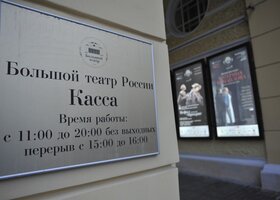 Большой театр России
Касса
Время работы:
с 11:00 до 20:00 без выходных
перерыв с 15:00 до 16:00